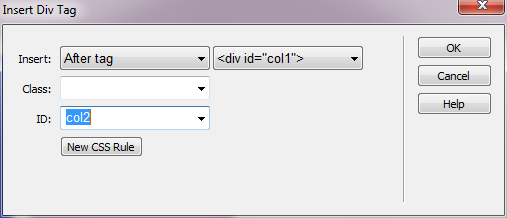 Insert Div Tag
Insert: After tag <div id="col1"> OK
Class: Cancel
ID: col2 Help
New CSS Rule